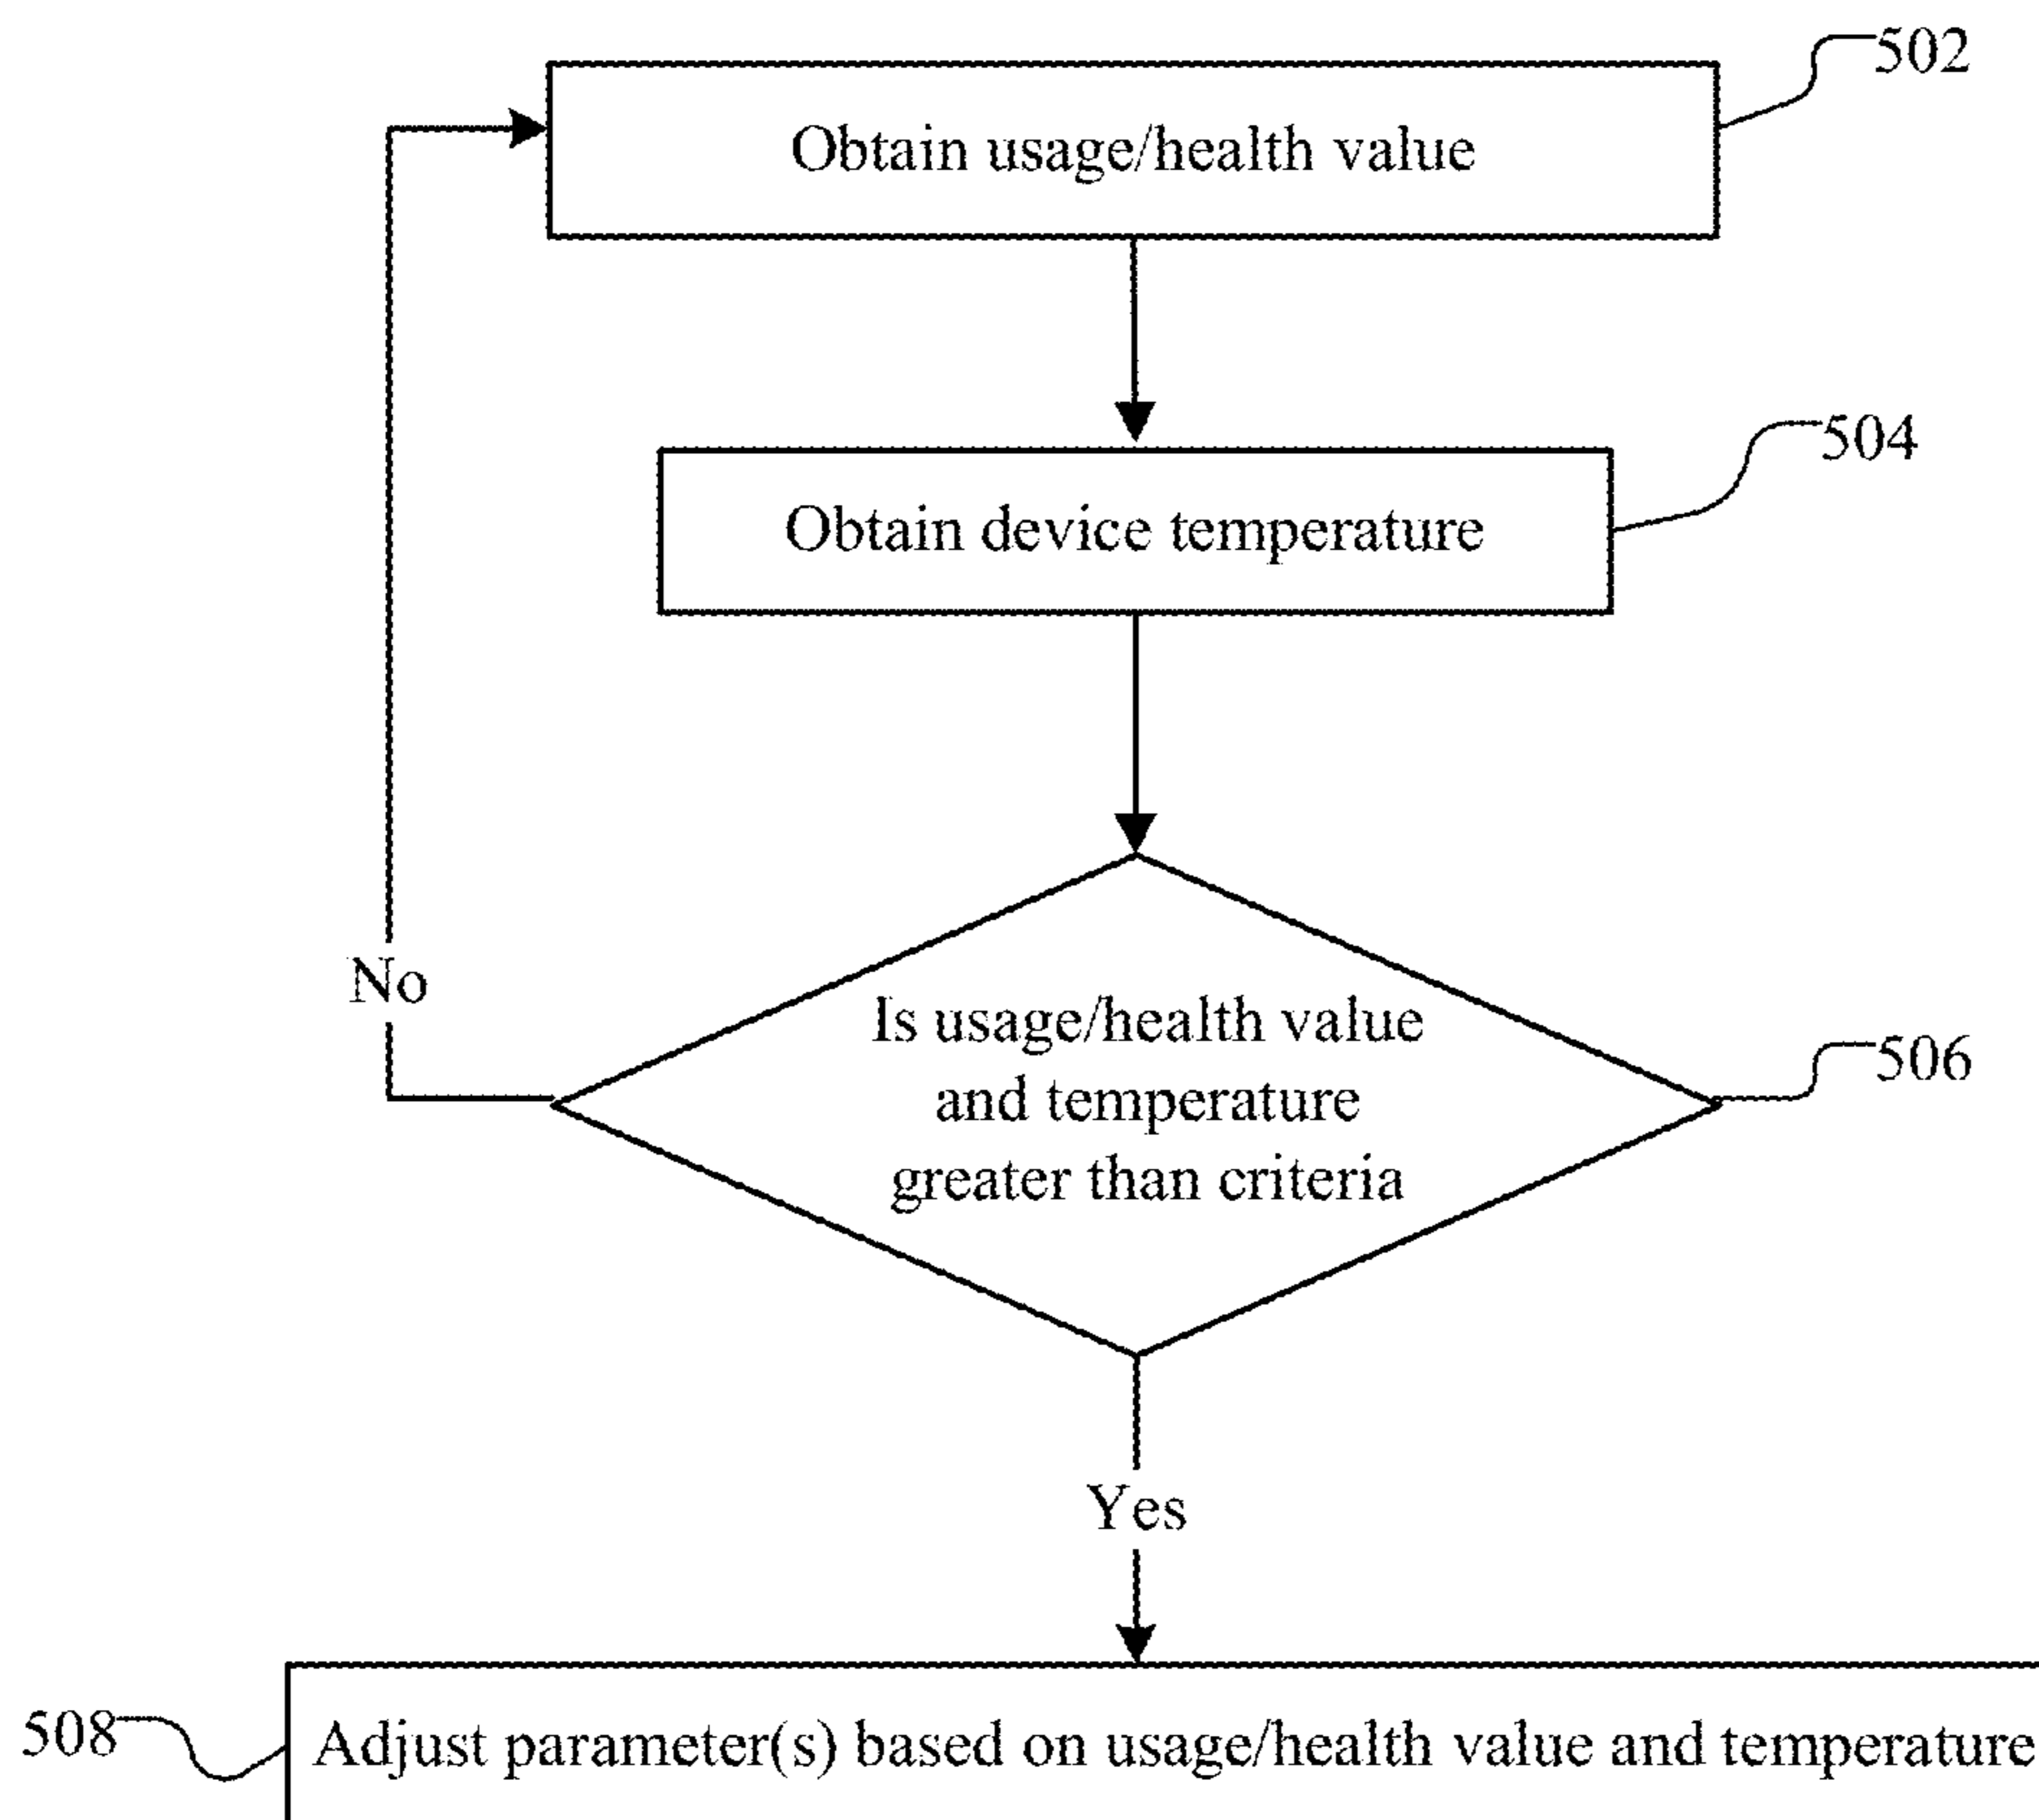 502
Obtain usage/health value
504
Obtain device temperature
No
Is usage/health value
and temperature
greater than criteria
506
Yes
508
Adjust parameter(s) based on usage/health value and temperature